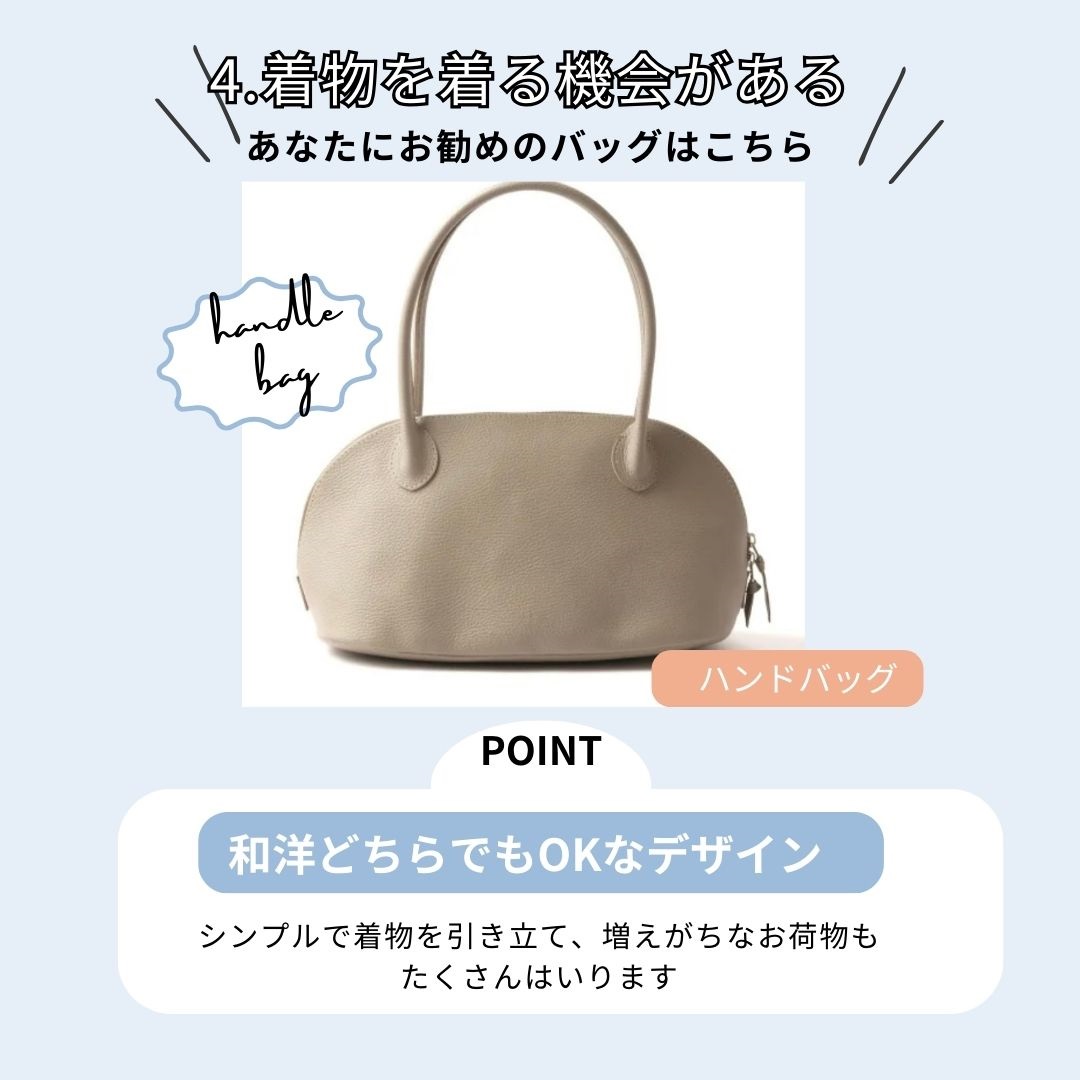 4.着物を着る機会がある
あなたにお勧めのバッグはこちら
handle
bag
ハンドバッグ
POINT
和洋どちらでもOKなデザイン
シンプルで着物を引き立て、増えがちなお荷物も
たくさんはいります